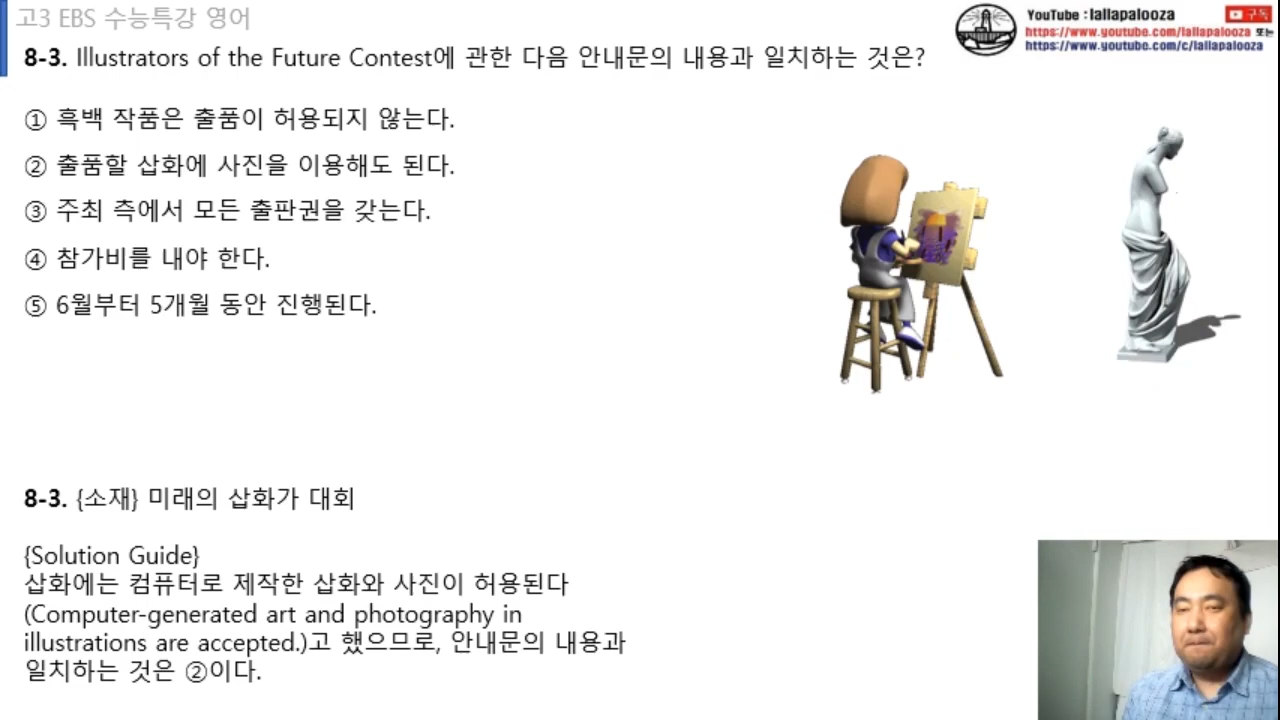 고3 EBS 수능특강 영어
YouTube : lallapalooza
구독
https://www.youtube.com/lallapalooza 또는
https://www.youtube.com/c/lallapalooza
8-3. Illustrators of the Future Contest에 관한 다음 안내문의 내용과 일치하는 것은?
① 흑백 작품은 출품이 허용되지 않는다.
② 출품할 삽화에 사진을 이용해도 된다.
③ 주최 측에서 모든 출판권을 갖는다.
④ 참가비를 내야 한다.
⑤ 6월부터 5개월 동안 진행된다.
8-3. {소재} 미래의 삽화가 대회
{Solution Guide}
삽화에는 컴퓨터로 제작한 삽화와 사진이 허용된다
(Computer-generated art and photography in
illustrations are accepted.)고 했으므로, 안내문의 내용과
일치하는 것은 ②이다.